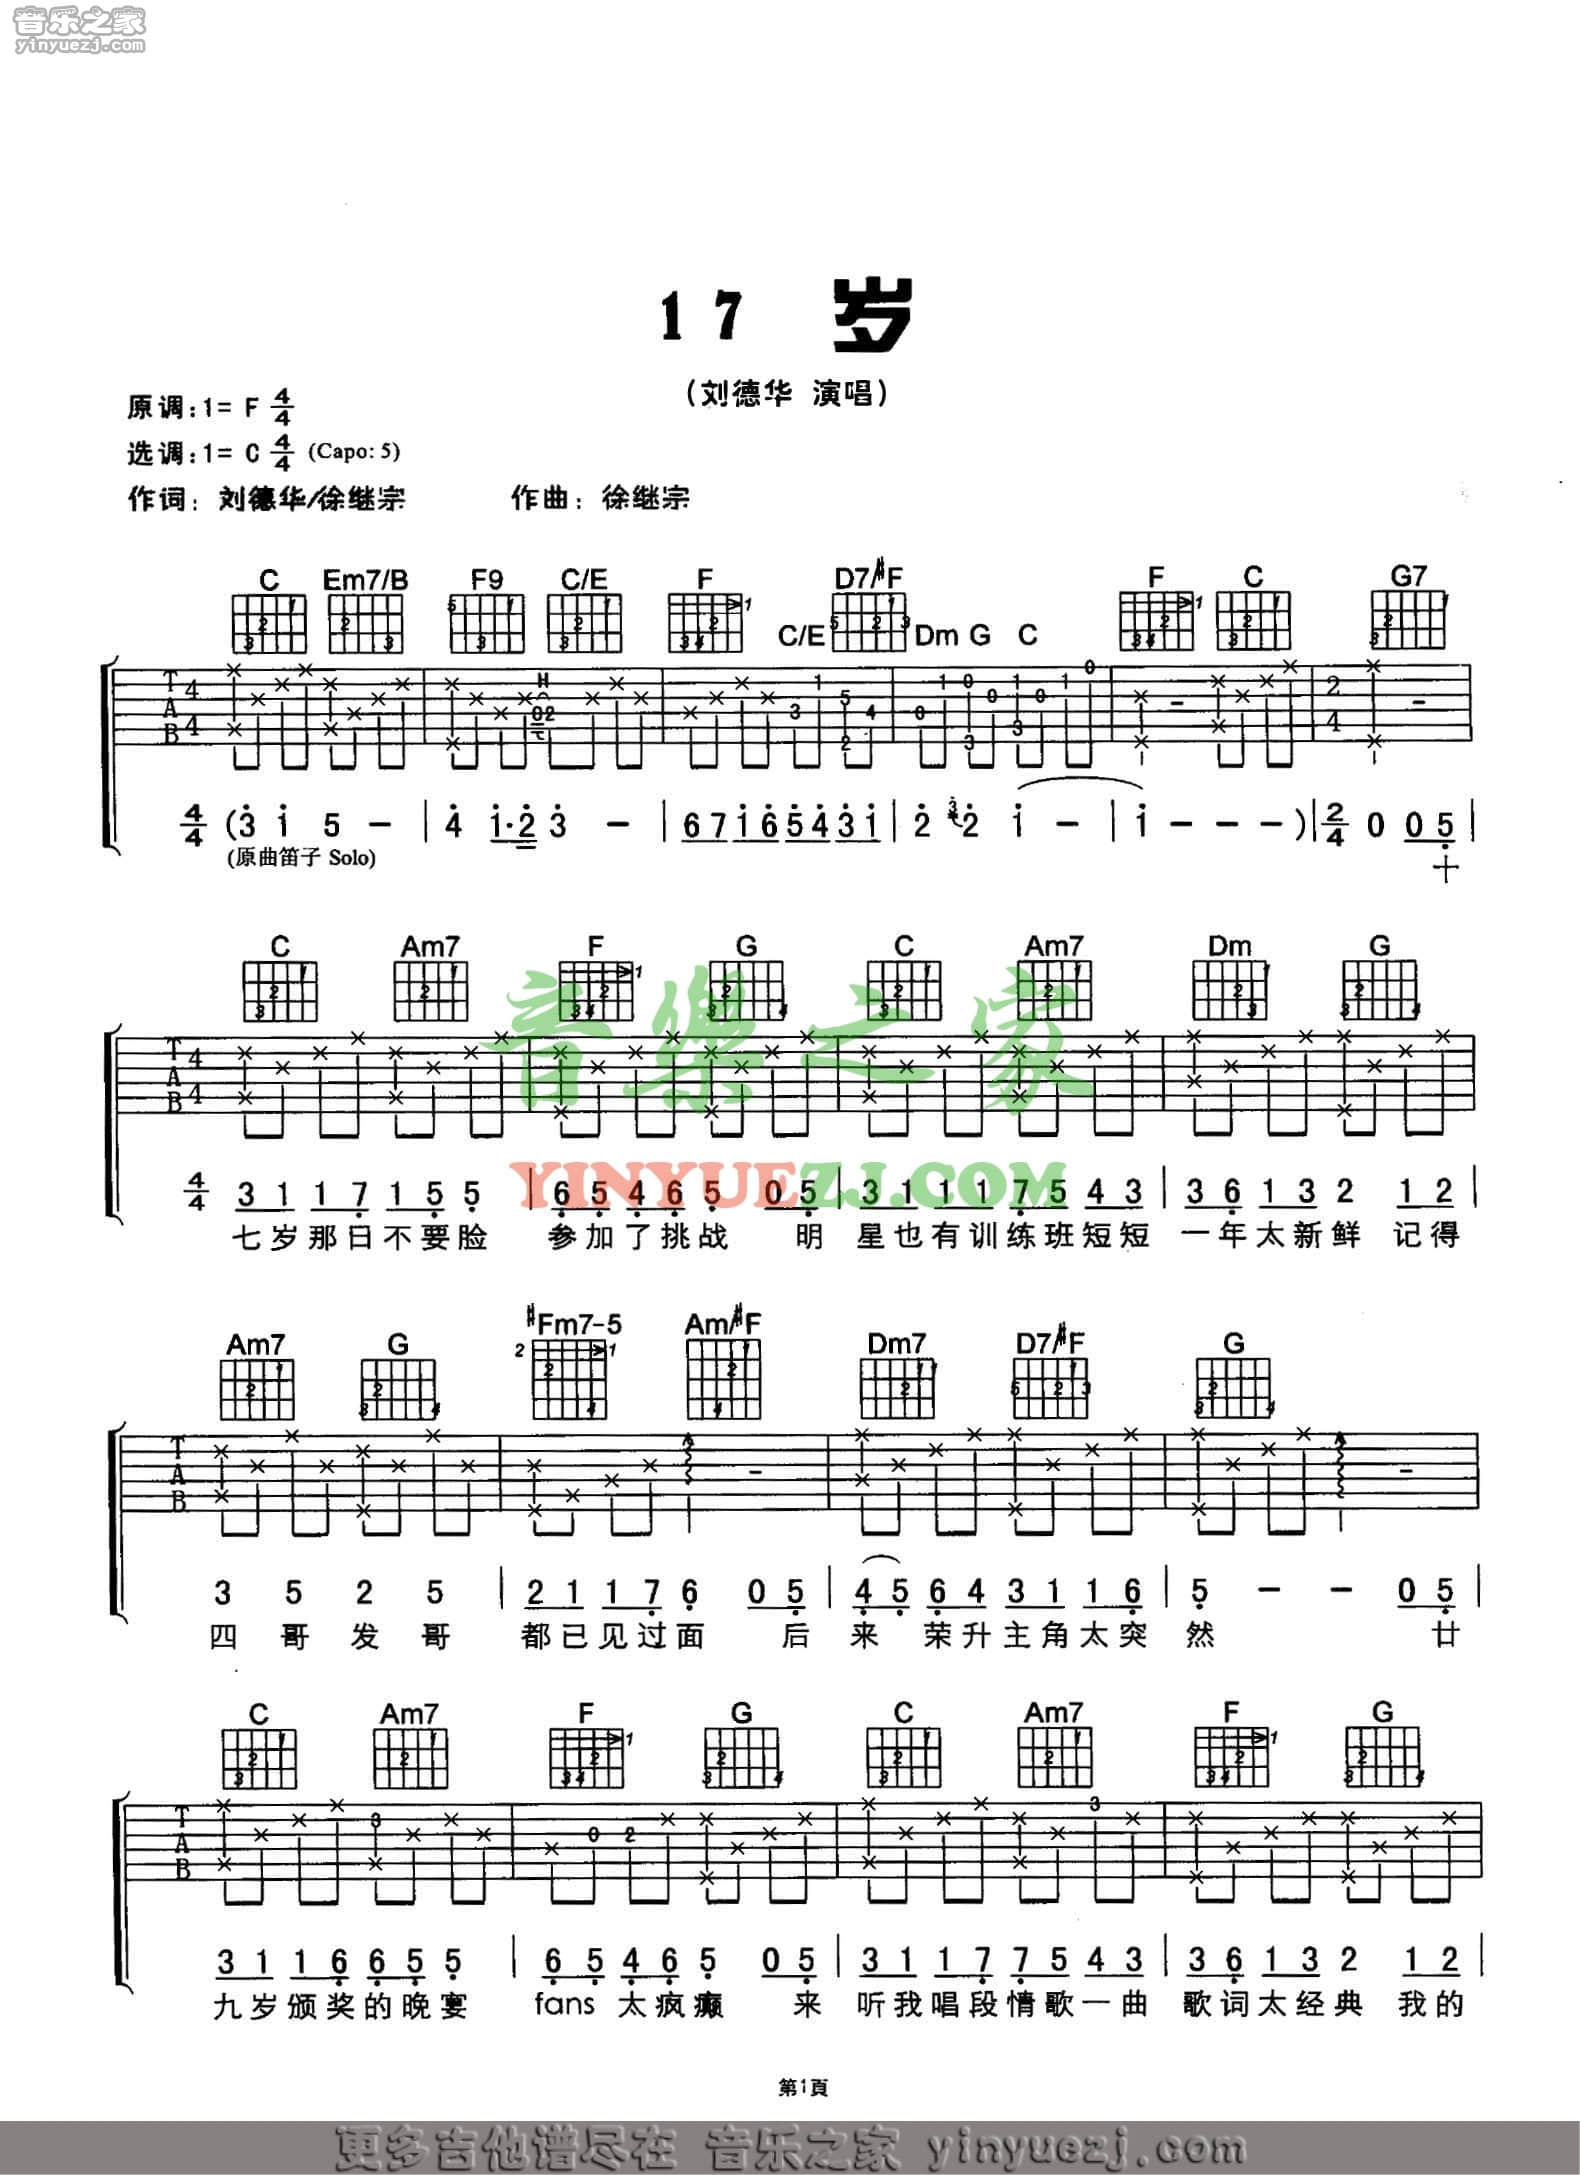 音乐之家
yinyuezj.com
17 岁
(刘德华 演唱)
原调:1= F 4/4
选调:1= C 4/4 (Capo: 5)
作词: 刘德华/徐继宗 作曲: 徐继宗
C Em7/B F9 C/E F C/E D7/#F Dm G C F C G7
4/4 (3 1 5 - | 4 1·2 3 - | 6 7 1 6 5 4 3 1 | 2 3 2 1 - | 1 - - - ) | 2/4 0 0 5 |
(原曲笛子 Solo)
十
C Am7 F G C Am7 Dm G
音樂之家
YINYUEZJ.COM
4/4 3 1 1 7 1 5 5 | 6 5 4 6 5 0 5 | 3 1 1 1 7 5 4 3 | 3 6 1 3 2 1 2 |
七岁那日不要脸 参加了挑战 明 星也有训练班短短 一年太新鲜 记得
Am7 G #Fm7-5 Am/#F Dm7 D7/#F G
3 5 2 5 | 2 1 1 7 6 0 5 | 4 5 6 4 3 1 1 6 | 5 - - 0 5 |
四 哥 发 哥 都已见过面 后 来 荣升主角太突 然 廿
C Am7 F G C Am7 F G
3 1 1 6 6 5 5 | 6 5 4 6 5 0 5 | 3 1 1 7 7 5 4 3 | 3 6 1 3 2 1 2 |
九岁颁奖的晚宴 fans 太疯癫 来 听我唱段情歌一曲 歌词太经典 我的
第1頁
更多吉他谱尽在 音乐之家 yinyuezj.com